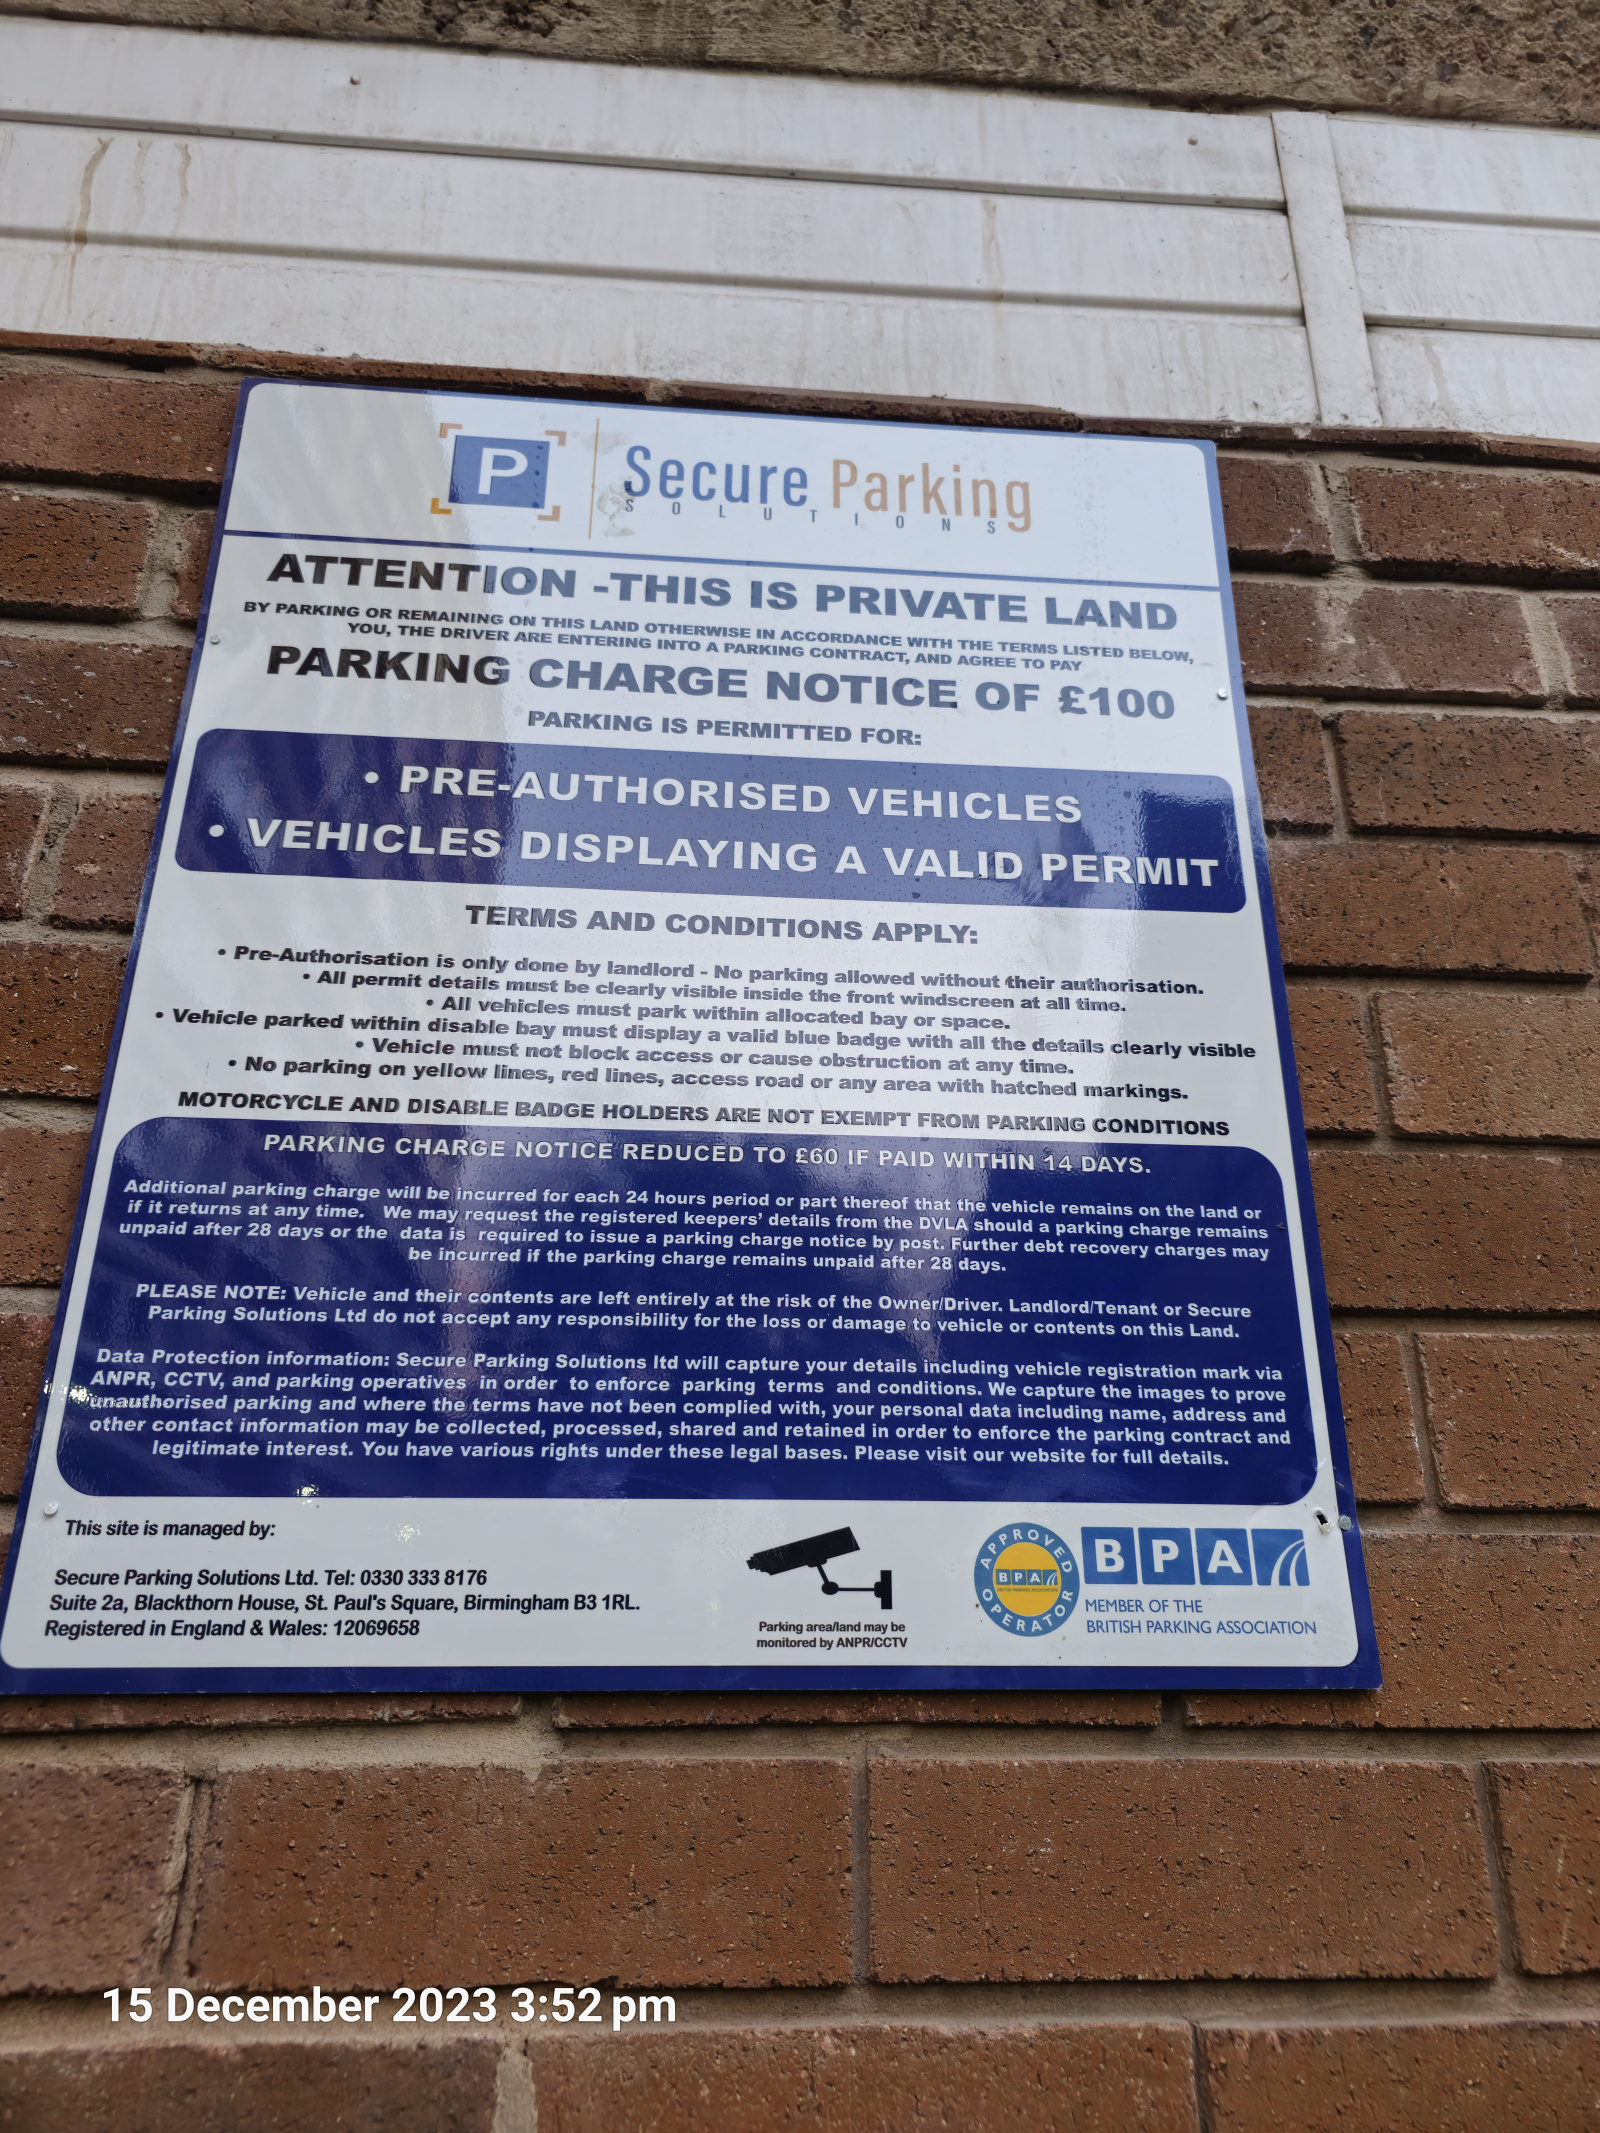 P
Secure Parking
SOLUTIONS
ATTENTION -THIS IS PRIVATE LAND
BY PARKING OR REMAINING ON THIS LAND OTHERWISE IN ACCORDANCE WITH THE TERMS LISTED BELOW,
YOU, THE DRIVER ARE ENTERING INTO A PARKING CONTRACT, AND AGREE TO PAY
PARKING CHARGE NOTICE OF £100
PARKING IS PERMITTED FOR:
• PRE-AUTHORISED VEHICLES
• VEHICLES DISPLAYING A VALID PERMIT
TERMS AND CONDITIONS APPLY:
• Pre-Authorisation is only done by landlord - No parking allowed without their authorisation.
• All permit details must be clearly visible inside the front windscreen at all time.
• All vehicles must park within allocated bay or space.
• Vehicle parked within disable bay must display a valid blue badge with all the details clearly visible
• Vehicle must not block access or cause obstruction at any time.
• No parking on yellow lines, red lines, access road or any area with hatched markings.
MOTORCYCLE AND DISABLE BADGE HOLDERS ARE NOT EXEMPT FROM PARKING CONDITIONS
PARKING CHARGE NOTICE REDUCED TO £60 IF PAID WITHIN 14 DAYS.
Additional parking charge will be incurred for each 24 hours period or part thereof that the vehicle remains on the land or
if it returns at any time. We may request the registered keepers' details from the DVLA should a parking charge remains
unpaid after 28 days or the data is required to issue a parking charge notice by post. Further debt recovery charges may
be incurred if the parking charge remains unpaid after 28 days.
PLEASE NOTE: Vehicle and their contents are left entirely at the risk of the Owner/Driver. Landlord/Tenant or Secure
Parking Solutions Ltd do not accept any responsibility for the loss or damage to vehicle or contents on this Land.
Data Protection information: Secure Parking Solutions ltd will capture your details including vehicle registration mark via
ANPR, CCTV, and parking operatives in order to enforce parking terms and conditions. We capture the images to prove
unauthorised parking and where the terms have not been complied with, your personal data including name, address and
other contact information may be collected, processed, shared and retained in order to enforce the parking contract and
legitimate interest. You have various rights under these legal bases. Please visit our website for full details.
This site is managed by:
Secure Parking Solutions Ltd. Tel: 0330 333 8176
Suite 2a, Blackthorn House, St. Paul's Square, Birmingham B3 1RL.
Registered in England & Wales: 12069658
Parking area/land may be
monitored by ANPR/CCTV
APPROVED
BPA
BRITISH PARKING ASSOCIATION
OPERATOR
BPA
MEMBER OF THE
BRITISH PARKING ASSOCIATION
15 December 2023 3:52 pm